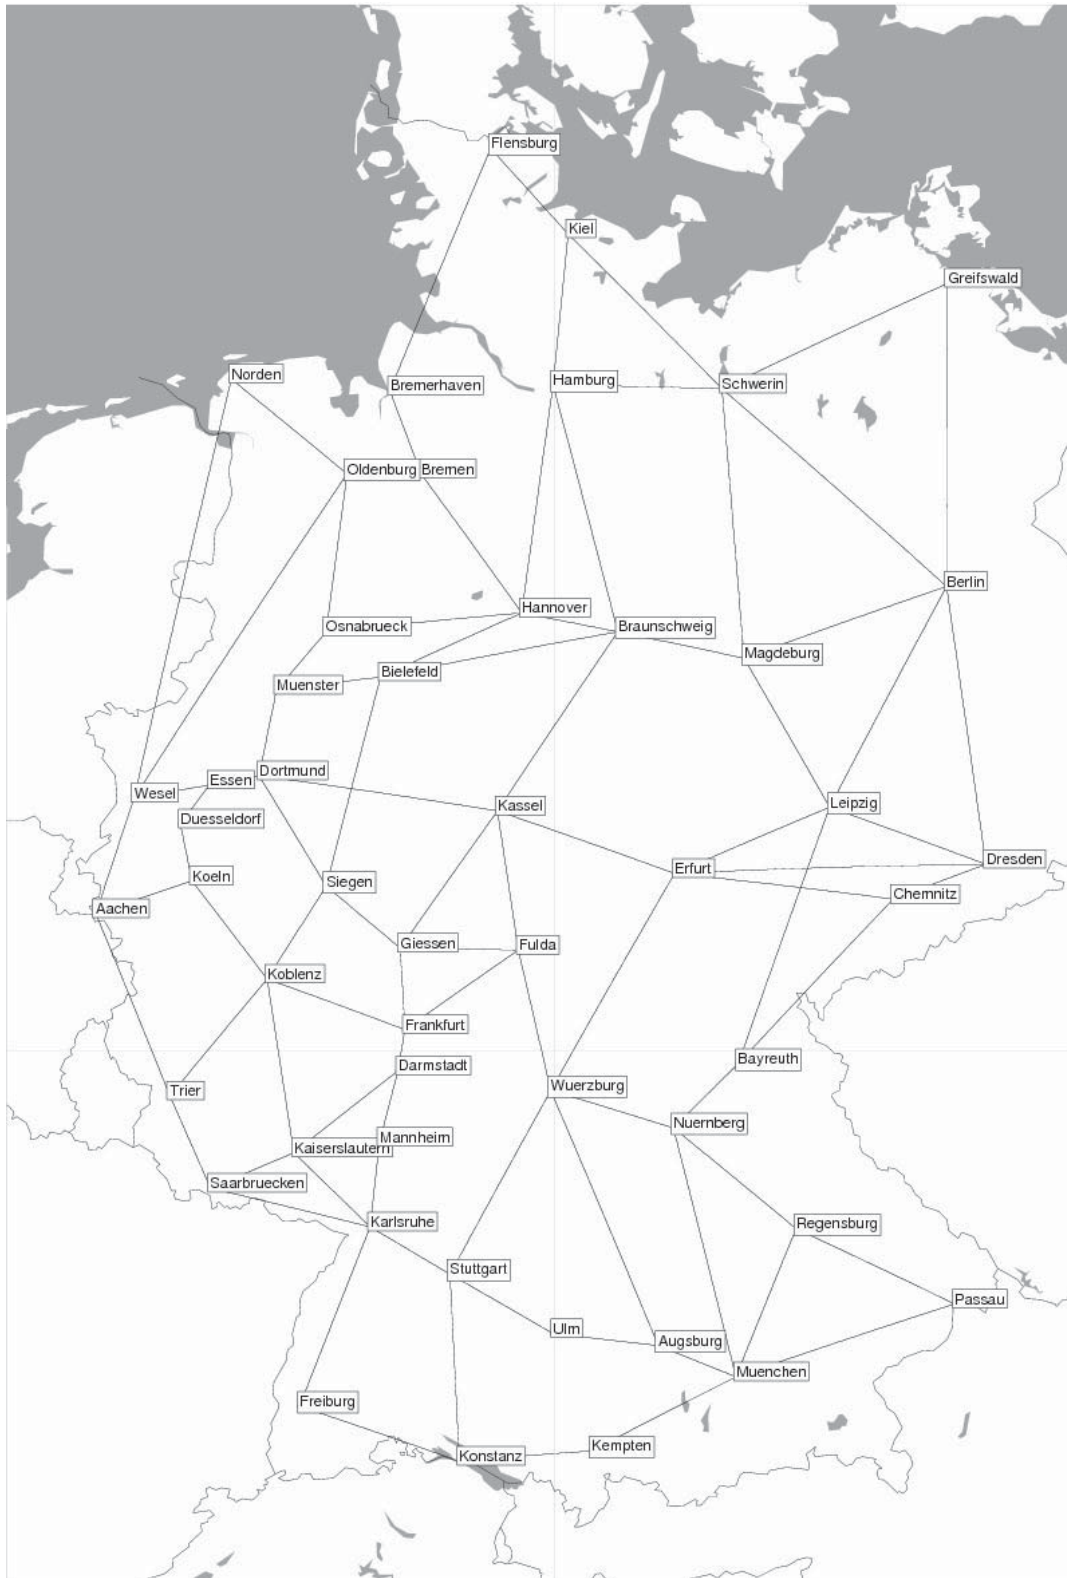 Flensburg
Kiel
Greifswald
Norden
Bremerhaven
Hamburg
Schwerin
Oldenburg
Bremen
Berlin
Hannover
Osnabrueck
Braunschweig
Magdeburg
Bielefeld
Muenster
Dortmund
Essen
Wesel
Kassel
Leipzig
Duesseldorf
Dresden
Erfurt
Koeln
Siegen
Chemnitz
Aachen
Giessen
Fulda
Koblenz
Frankfurt
Bayreuth
Darmstadt
Wuerzburg
Trier
Nuernberg
Mannheim
Kaiserslautern
Saarbruecken
Karlsruhe
Regensburg
Stuttgart
Passau
Ulm
Augsburg
Muenchen
Freiburg
Kempten
Konstanz